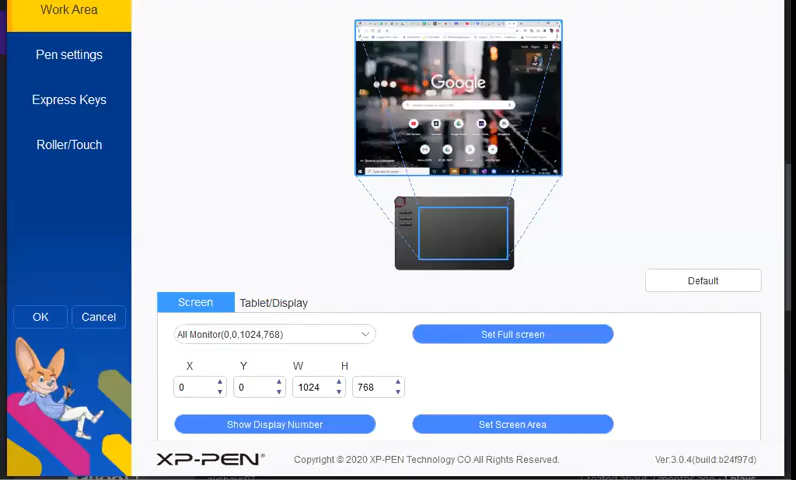 Work Area
Pen settings
Express Keys
Roller/Touch
Google
Default
Screen
Tablet/Display
All Monitor(0,0,1024,768)
Set Full screen
X Y W H
0 0 1024 768
OK Cancel
Show Display Number
Set Screen Area
XP-PEN®
Copyright © 2020 XP-PEN Technology CO.All Rights Reserved.
Ver:3.0.4(build:b24f97d)